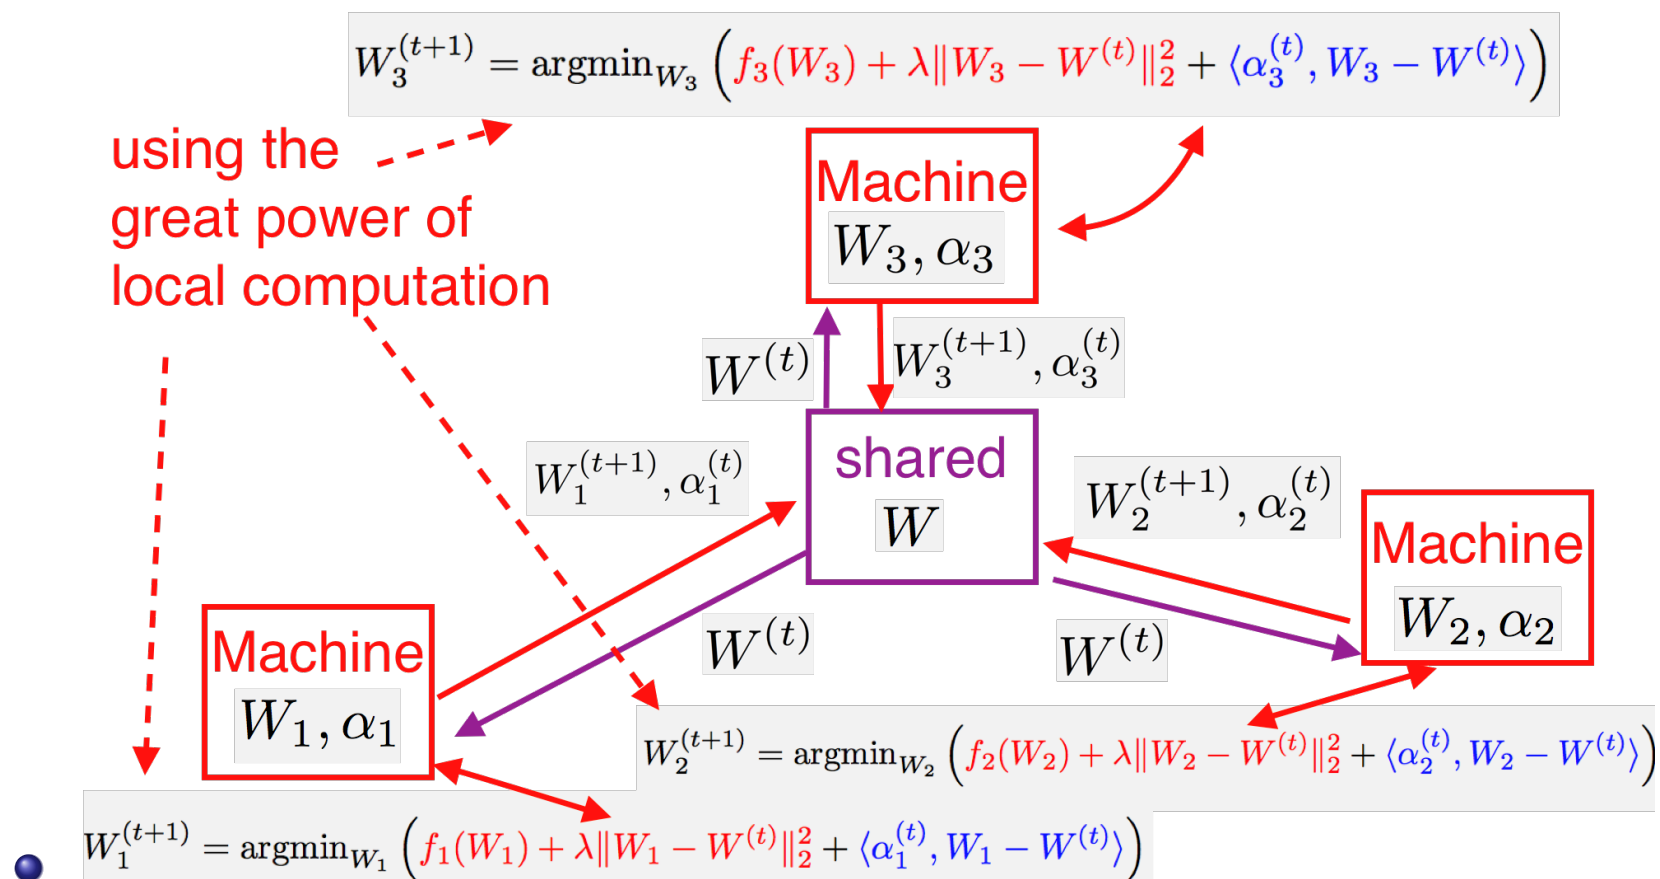 W_3^{(t+1)} = argmin_{W_3} ( f_3(W_3) + λ‖W_3 − W^{(t)}‖_2^2 + ⟨α_3^{(t)}, W_3 − W^{(t)}⟩ )
using the
great power of
local computation
Machine
W_3, α_3
W^{(t)}
W_3^{(t+1)}, α_3^{(t)}
W_1^{(t+1)}, α_1^{(t)}
shared
W
W_2^{(t+1)}, α_2^{(t)}
Machine
W_2, α_2
Machine
W_1, α_1
W^{(t)}
W^{(t)}
W_2^{(t+1)} = argmin_{W_2} ( f_2(W_2) + λ‖W_2 − W^{(t)}‖_2^2 + ⟨α_2^{(t)}, W_2 − W^{(t)}⟩ )
W_1^{(t+1)} = argmin_{W_1} ( f_1(W_1) + λ‖W_1 − W^{(t)}‖_2^2 + ⟨α_1^{(t)}, W_1 − W^{(t)}⟩ )